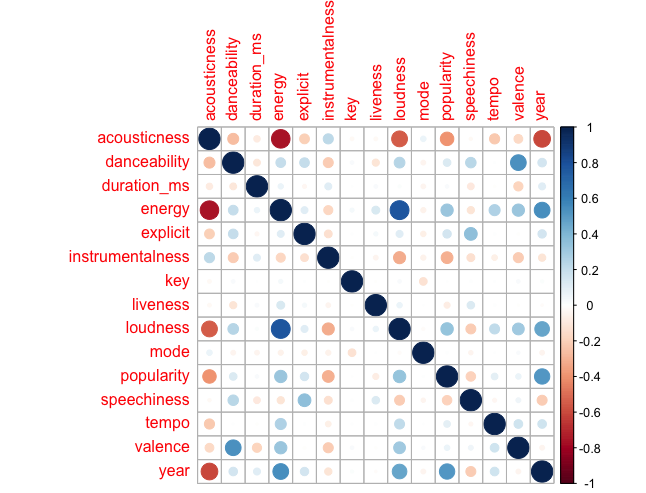 acousticness
danceability
duration_ms
energy
explicit
instrumentalness
key
liveness
loudness
mode
popularity
speechiness
tempo
valence
year
acousticness
danceability
duration_ms
energy
explicit
instrumentalness
key
liveness
loudness
mode
popularity
speechiness
tempo
valence
year
1
0.8
0.6
0.4
0.2
0
-0.2
-0.4
-0.6
-0.8
-1